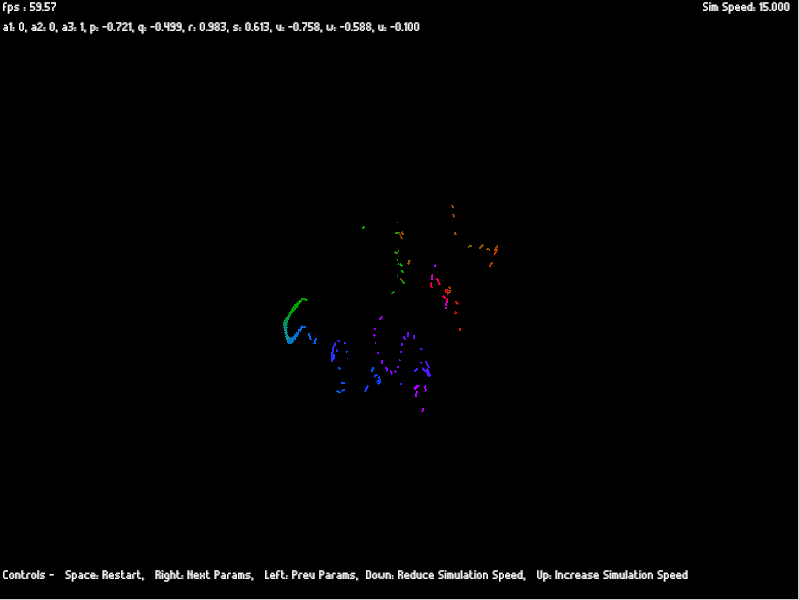 fps : 59.57
Sim Speed: 15.000
a1: 0, a2: 0, a3: 1, p: -0.721, q: -0.499, r: 0.983, s: 0.613, u: -0.758, w: -0.588, u: -0.100
Controls - Space: Restart, Right: Next Params, Left: Prev Params, Down: Reduce Simulation Speed, Up: Increase Simulation Speed